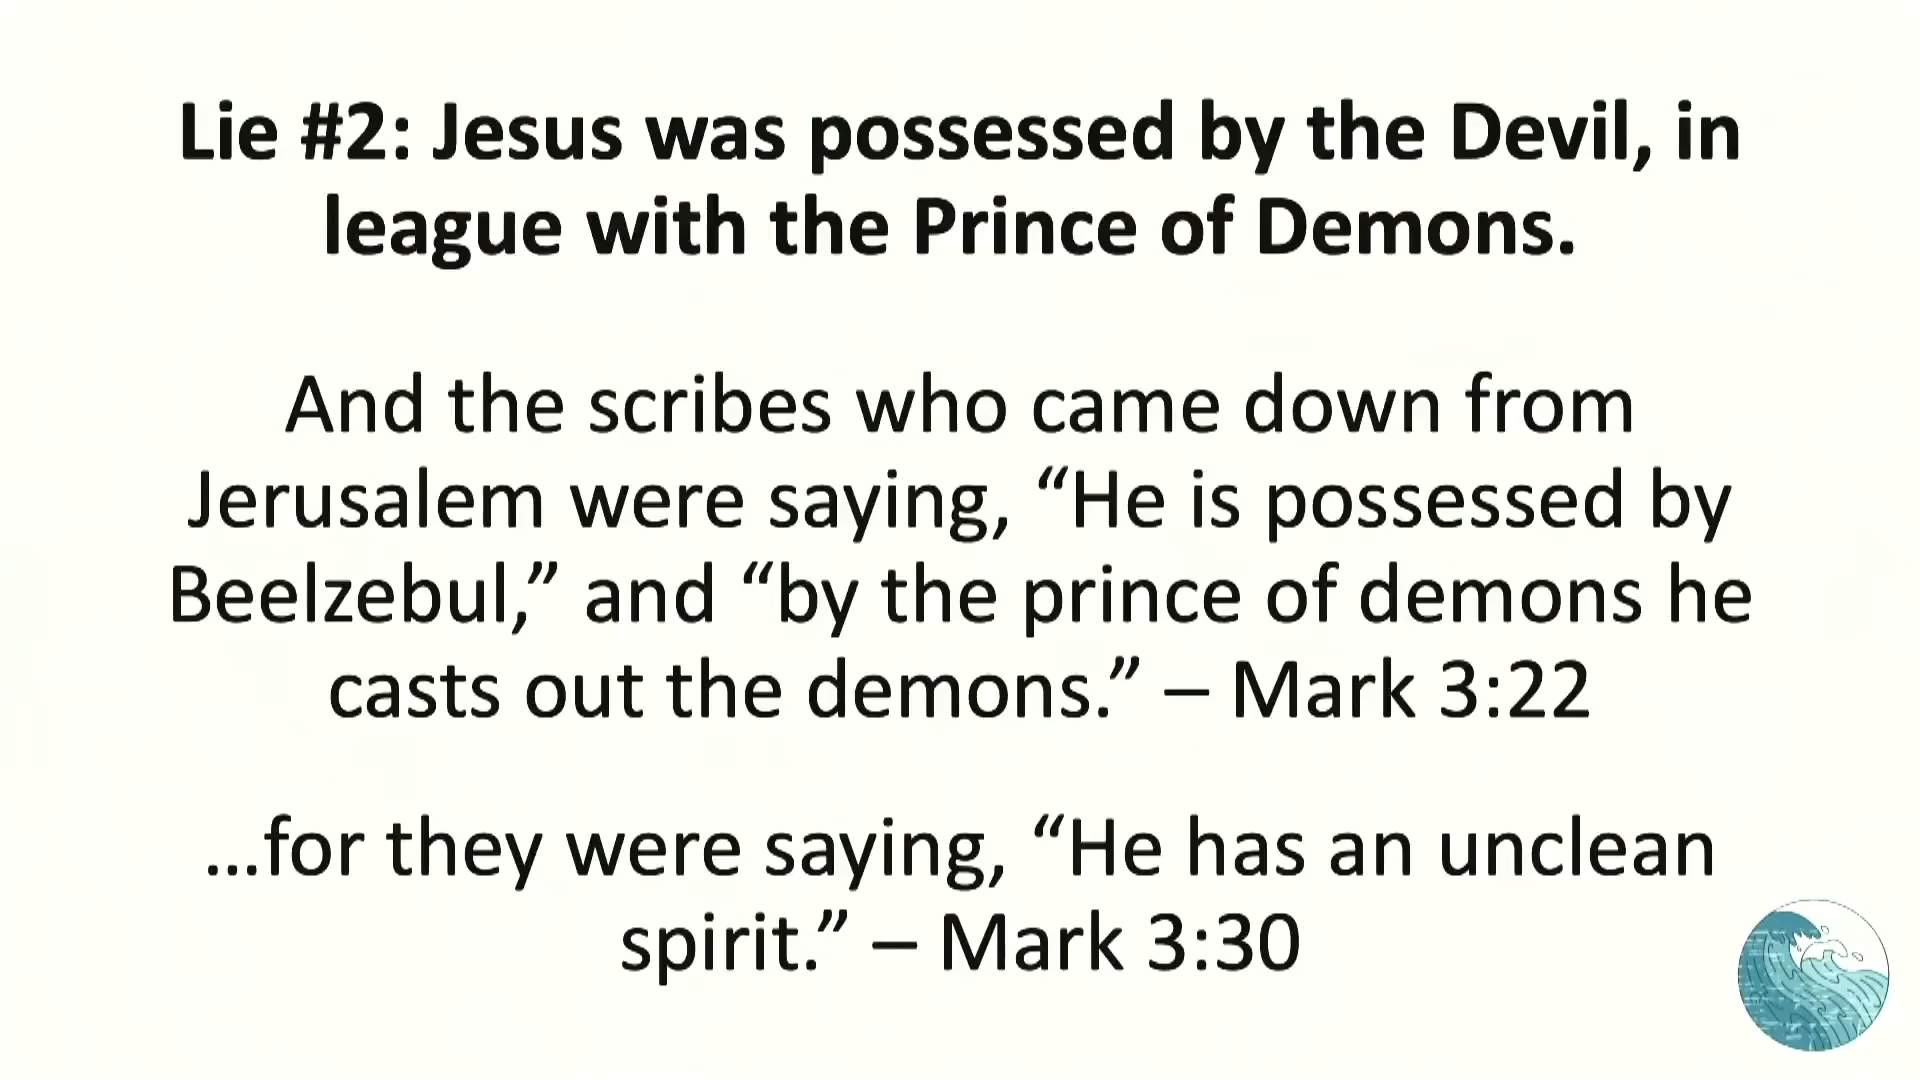 Lie #2: Jesus was possessed by the Devil, in
league with the Prince of Demons.
And the scribes who came down from
Jerusalem were saying, “He is possessed by
Beelzebul,” and “by the prince of demons he
casts out the demons.” – Mark 3:22
...for they were saying, “He has an unclean
spirit.” – Mark 3:30